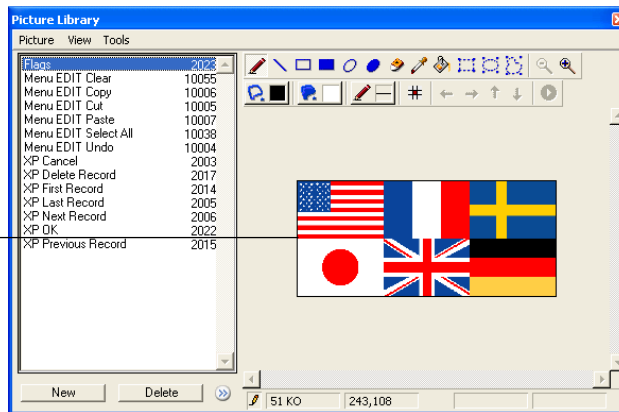 Picture Library
Picture View Tools
Flags 2023
Menu EDIT Clear 10055
Menu EDIT Copy 10006
Menu EDIT Cut 10005
Menu EDIT Paste 10007
Menu EDIT Select All 10038
Menu EDIT Undo 10004
XP Cancel 2003
XP Delete Record 2017
XP First Record 2014
XP Last Record 2005
XP Next Record 2006
XP OK 2022
XP Previous Record 2015
New Delete
51 KO 243,108